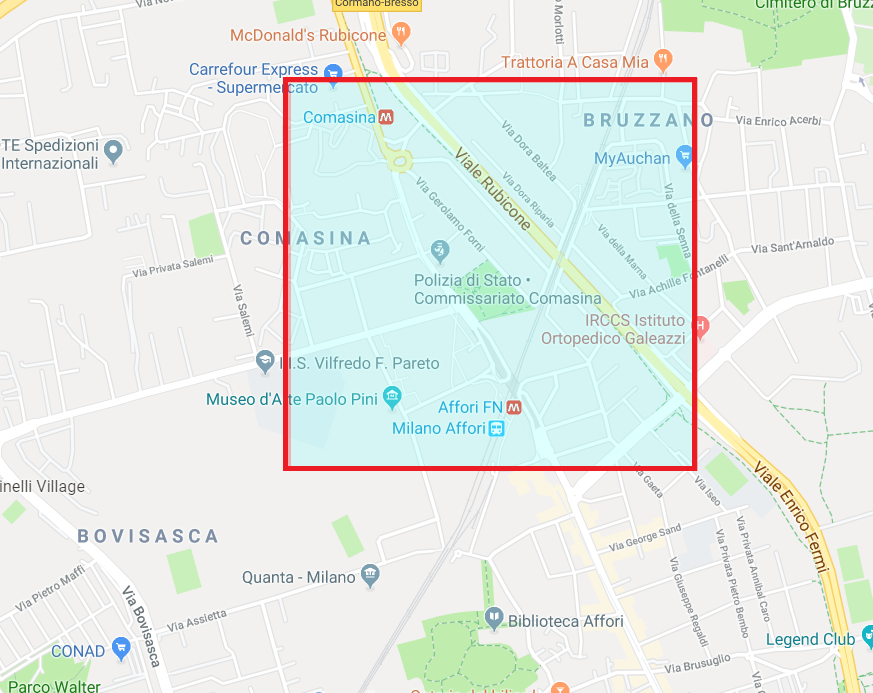 Cormano-Bresso
Cimitero di Bruzz
Via Morlotti
McDonald's Rubicone
Trattoria A Casa Mia
Carrefour Express
- Supermercato
Comasina
BRUZZANO
Via Enrico Acerbi
TE Spedizioni
Internazionali
MyAuchan
Via Dora Baltea
Viale Rubicone
Via Dora Riparia
Via Gerolamo Forni
Via della Senna
COMASINA
Via della Marna
Via Sant'Arnaldo
Via Privata Salemi
Via Achille Fontanelli
Polizia di Stato •
Commissariato Comasina
Via Salemi
IRCCS Istituto
Ortopedico Galeazzi
I.I.S. Vilfredo F. Pareto
Museo d'Arte Paolo Pini
Affori FN
Milano Affori
inelli Village
Via Gaeta
Via Iseo
Viale Enrico Fermi
BOVISASCA
Via George Sand
Via Privata Annibal Caro
Via Privata Pietro Bembo
Via Giuseppe Regaldi
Quanta - Milano
Via Pietro Maffi
Via Bovisasca
Via Assietta
Biblioteca Affori
CONAD
Legend Club
Via Brusuglio
Parco Walter